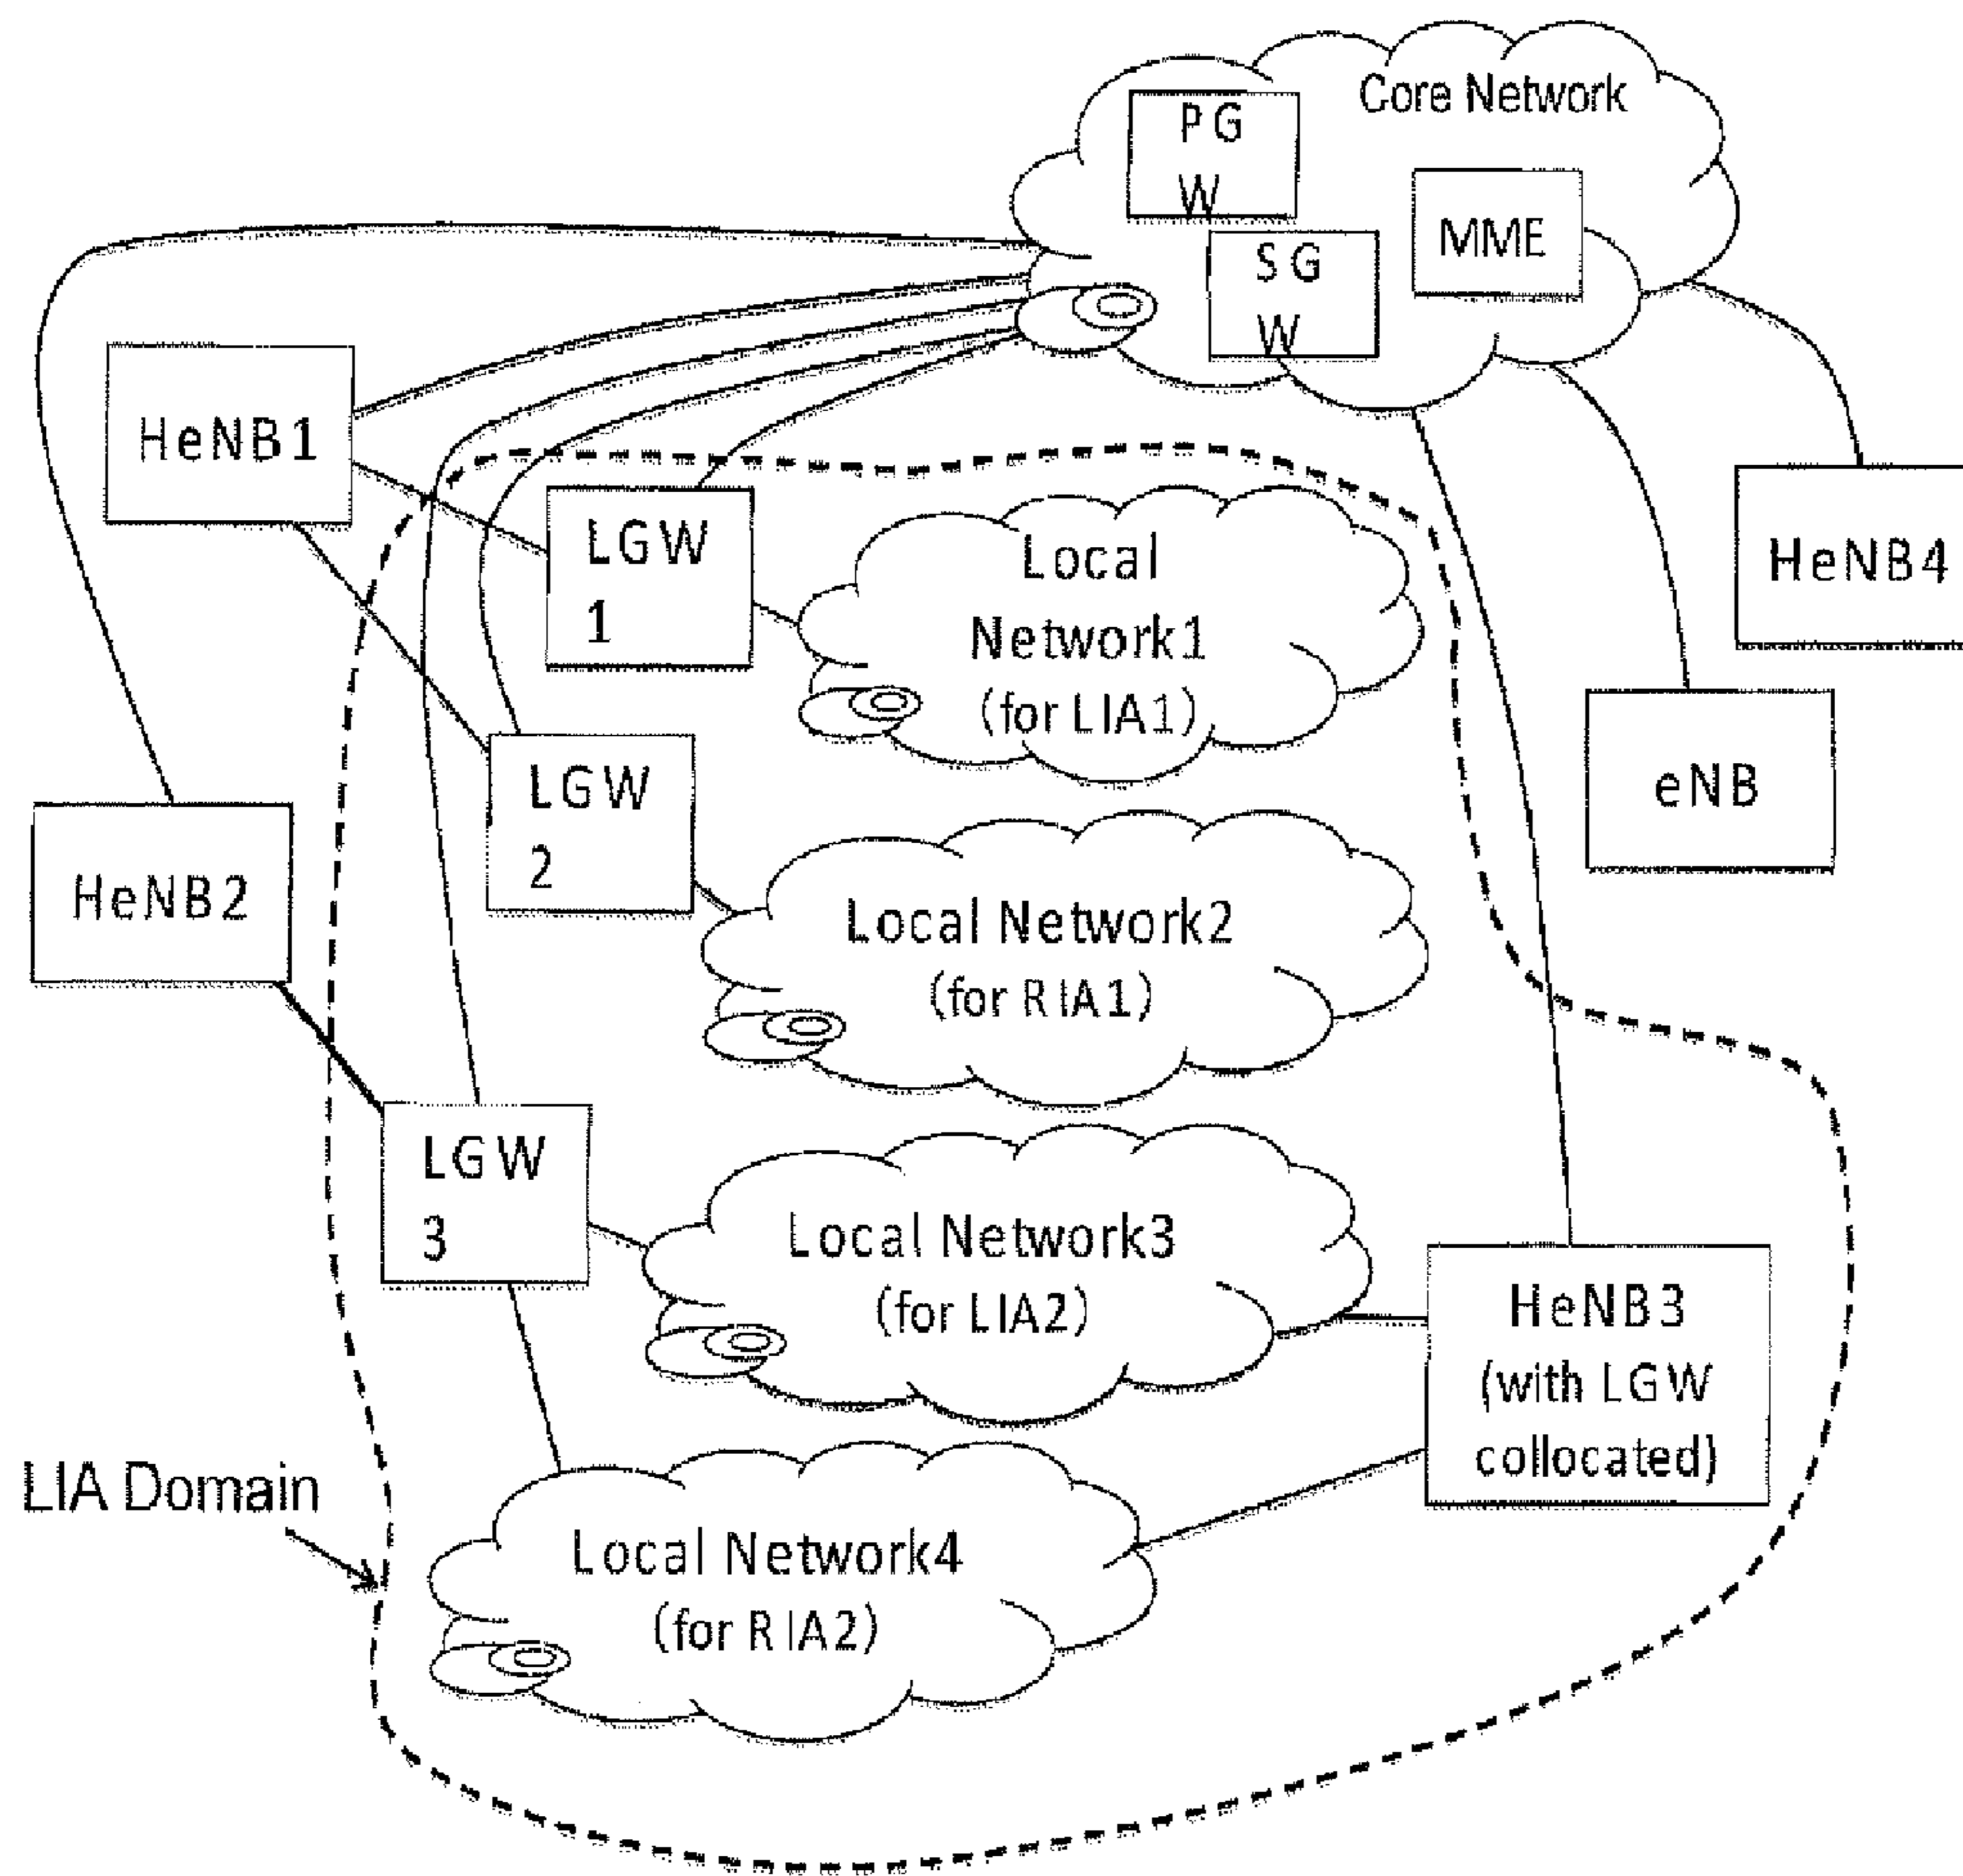 Core Network
PG
W
MME
SG
W
HeNB1
HeNB4
LGW
1
Local
Network1
(for LIA1)
eNB
LGW
2
HeNB2
Local Network2
(for RIA1)
LGW
3
Local Network3
(for LIA2)
HeNB3
(with LGW
collocated)
LIA Domain
Local Network4
(for RIA2)